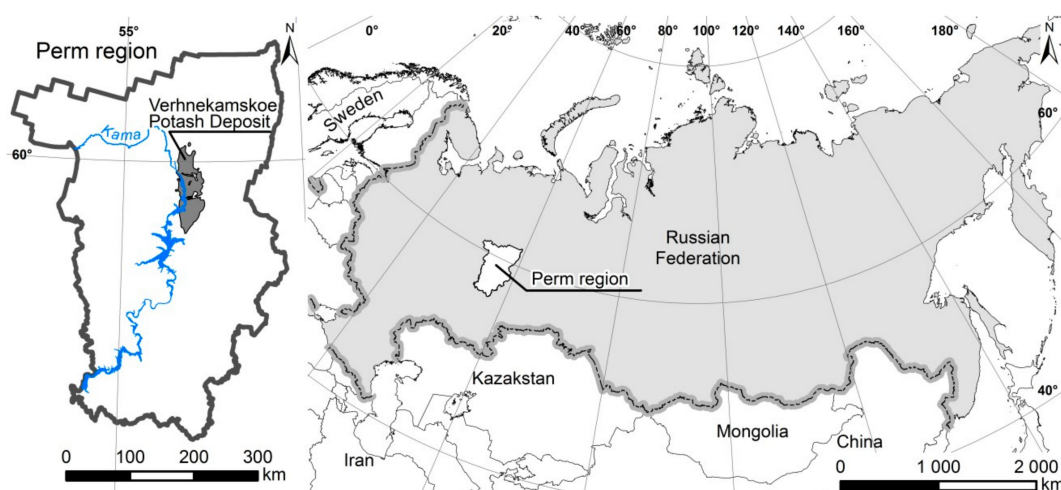 55°
N
Perm region
Verhnekamskoe
Potash Deposit
Kama
60°
0 100 200 300
km
0° 20° 40° 60° 80° 100° 120° 140° 160° 180°
N
Sweden
60°
Russian
Federation
Perm region
Kazakstan
40°
Mongolia
China
Iran
0 1 000 2 000
km